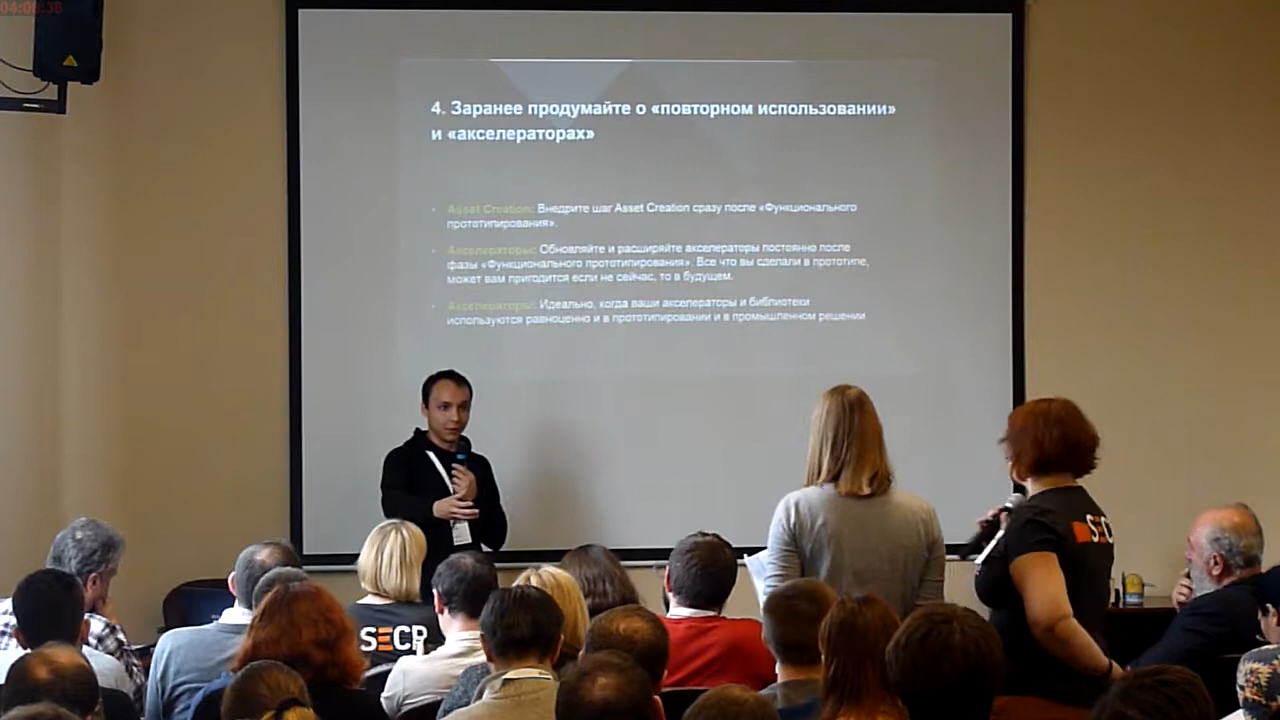 04:08:38
4. Заранее продумайте о «повторном использовании»
и «акселераторах»
Asset Creation: Внедрите шаг Asset Creation сразу после «Функционального
прототипирования».
Акселераторы: Обновляйте и расширяйте акселераторы постоянно после
фазы «Функционального прототипирования». Все что вы сделали в прототипе,
может вам пригодится если не сейчас, то в будущем.
Акселераторы: Идеально, когда ваши акселераторы и библиотеки
используются равноценно и в прототипировании и в промышленном решении
SEC
SECR